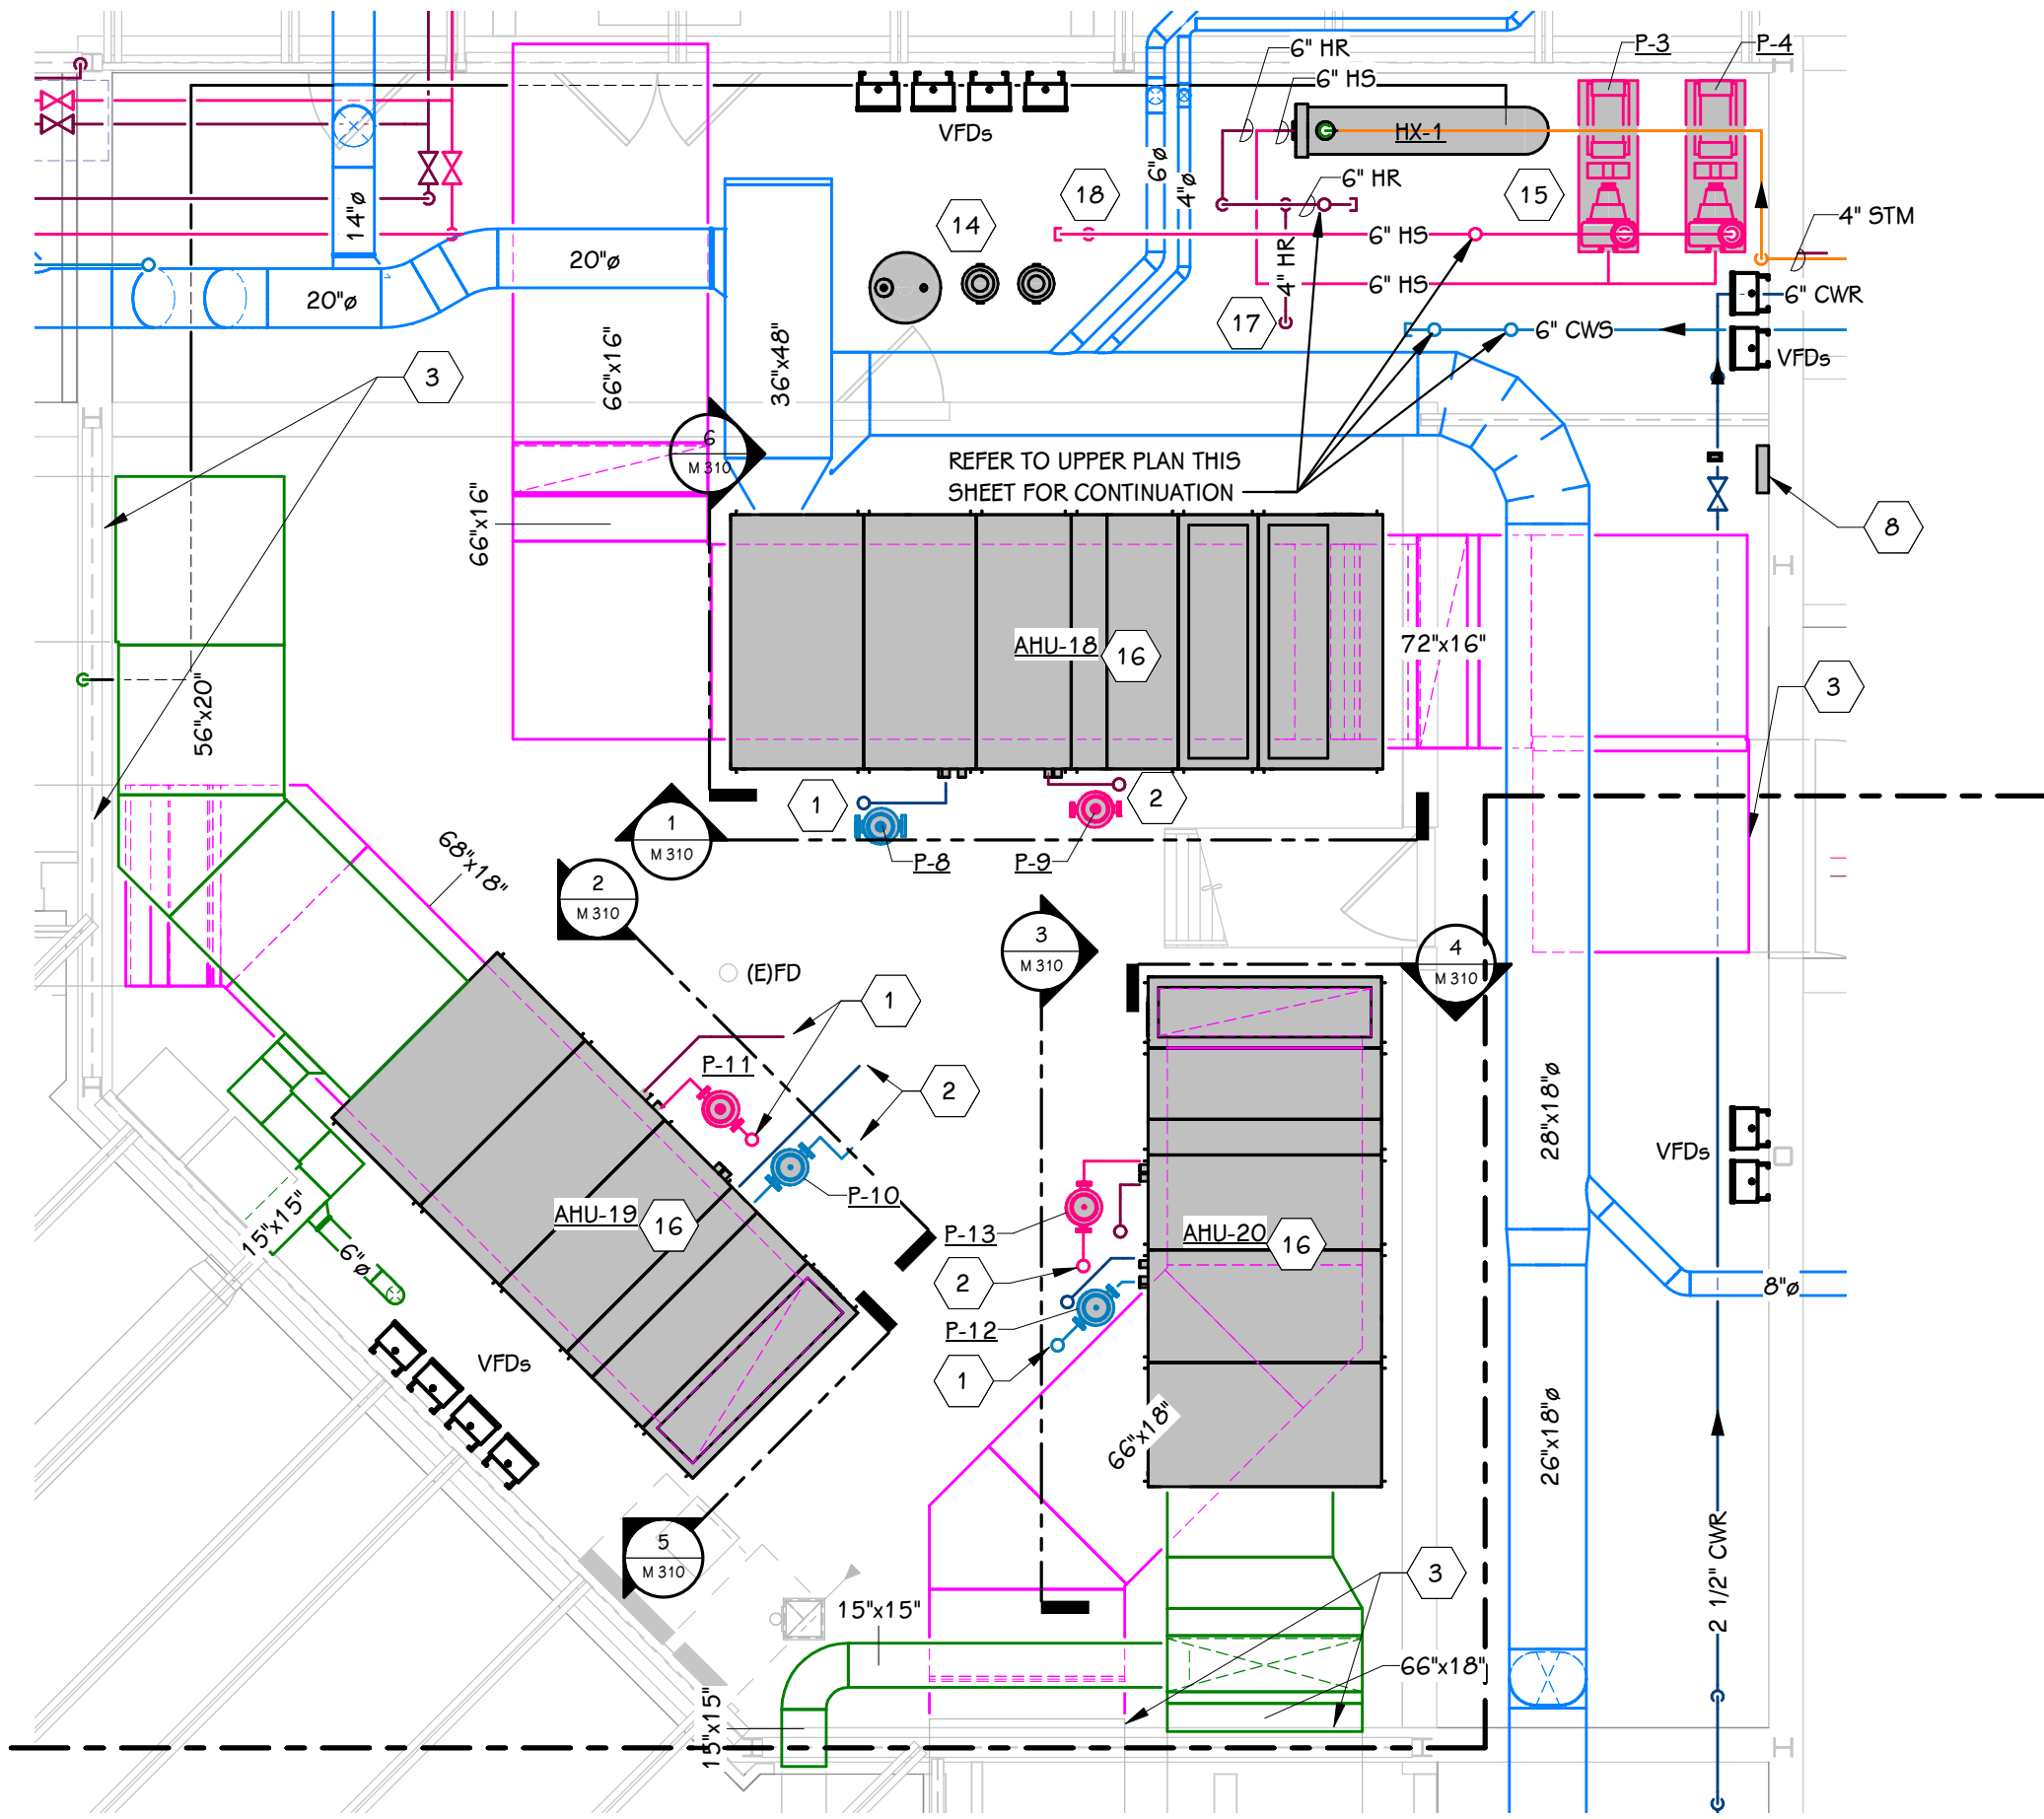 6" HR
6" HS
P-3
P-4
VFDs
HX-1
6"ø
4"ø
18
6" HR
15
14"ø
14
4" STM
20"ø
6" HS
20"ø
4" HR
6" HS
6" CWR
17
6" CWS
VFDs
3
66"x16"
36"x48"
6
M 310
REFER TO UPPER PLAN THIS
SHEET FOR CONTINUATION
66"x16"
8
AHU-18
16
72"x16"
3
56"x20"
1
2
1
M 310
P-8
P-9
68"x18"
2
M 310
3
M 310
4
M 310
(E)FD
1
P-11
2
28"x18"ø
VFDs
P-10
AHU-19
16
P-13
AHU-20
16
15"x15"
6"ø
2
8"ø
P-12
VFDs
1
66"x18"
26"x18"ø
5
M 310
2 1/2" CWR
3
15"x15"
66"x18"
15"x15"